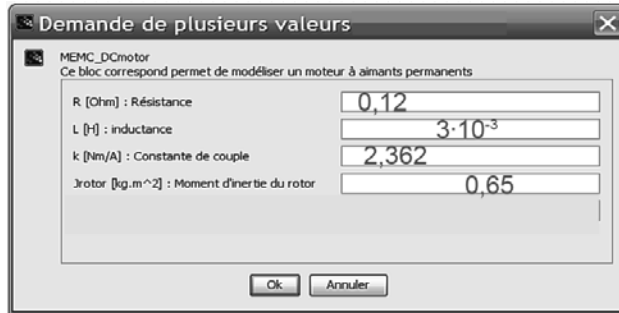 Demande de plusieurs valeurs
MEMC_DCmotor
Ce bloc correspond permet de modéliser un moteur à aimants permanents
R [Ohm] : Résistance 0,12
L [H] : inductance 3·10⁻³
k [Nm/A] : Constante de couple 2,362
Jrotor [kg.m^2] : Moment d'inertie du rotor 0,65
Ok Annuler